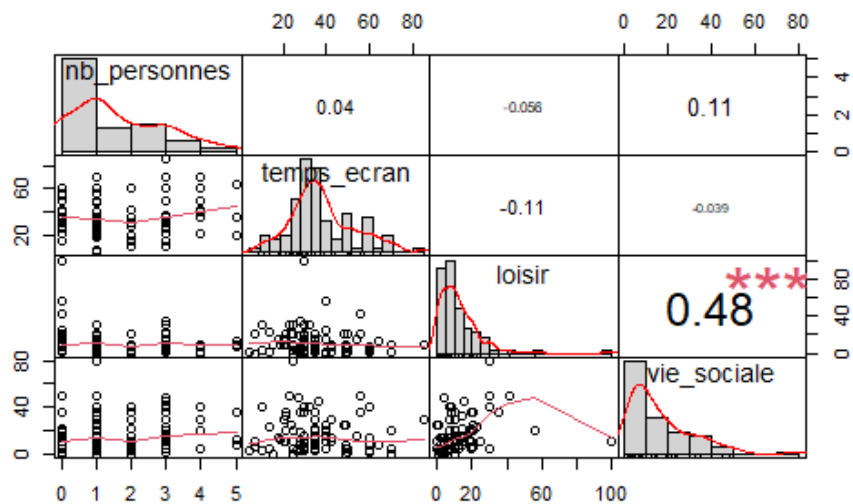 20 40 60 80 0 20 40 60 80
nb_personnes 0.04 -0.056 0.11 0 2 4
20 60 temps_ecran -0.11 -0.039
loisir 0.48*** 0 40 80
0 40 80 vie_sociale
0 1 2 3 4 5 0 20 60 100